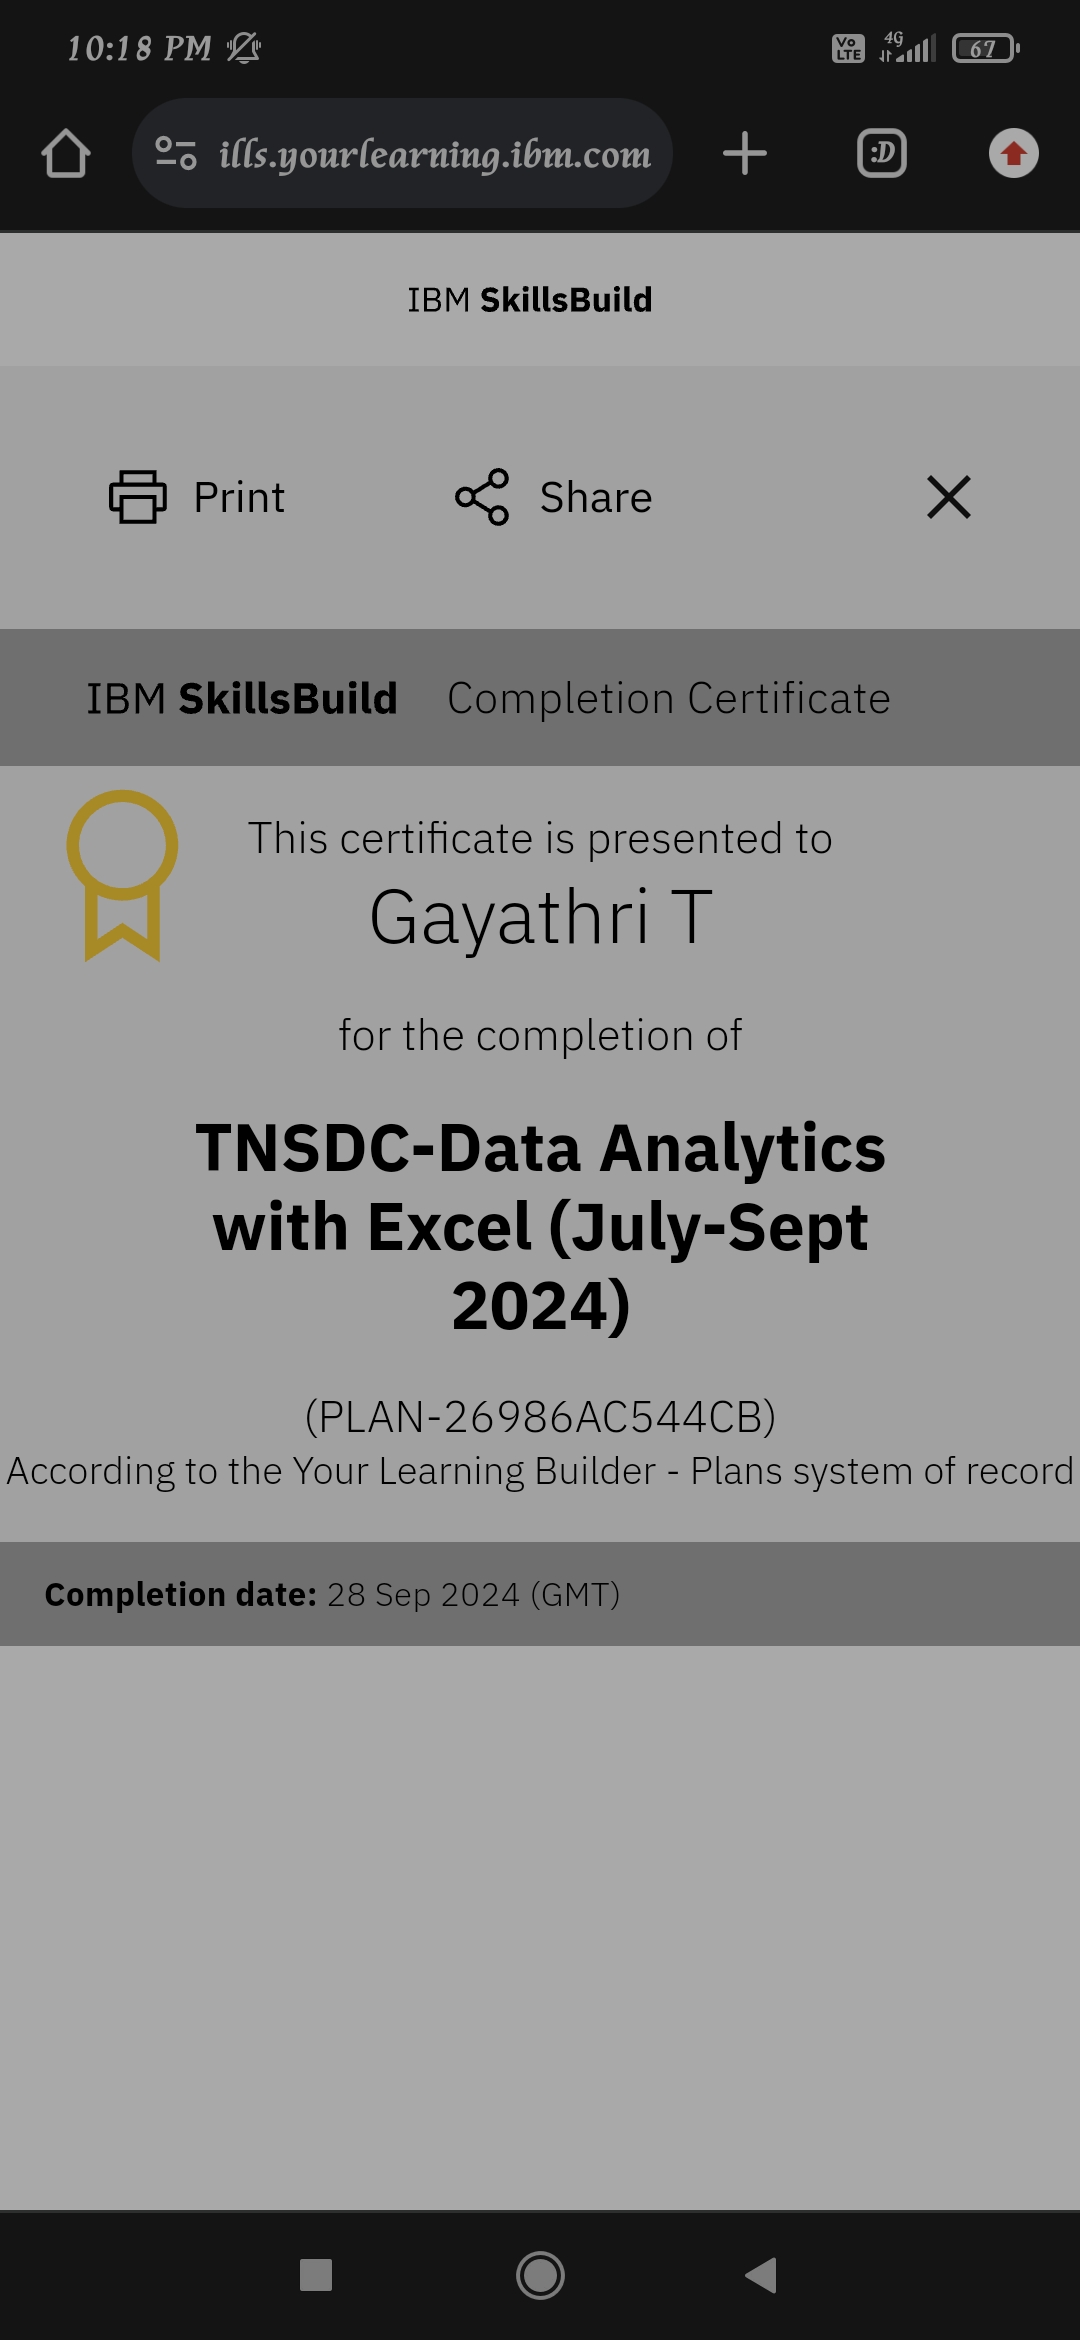 10:18 PM
Vo LTE 4G 67
ills.yourlearning.ibm.com
:D
IBM SkillsBuild
Print Share
IBM SkillsBuild Completion Certificate
This certificate is presented to
Gayathri T
for the completion of
TNSDC-Data Analytics
with Excel (July-Sept
2024)
(PLAN-26986AC544CB)
According to the Your Learning Builder - Plans system of record
Completion date: 28 Sep 2024 (GMT)